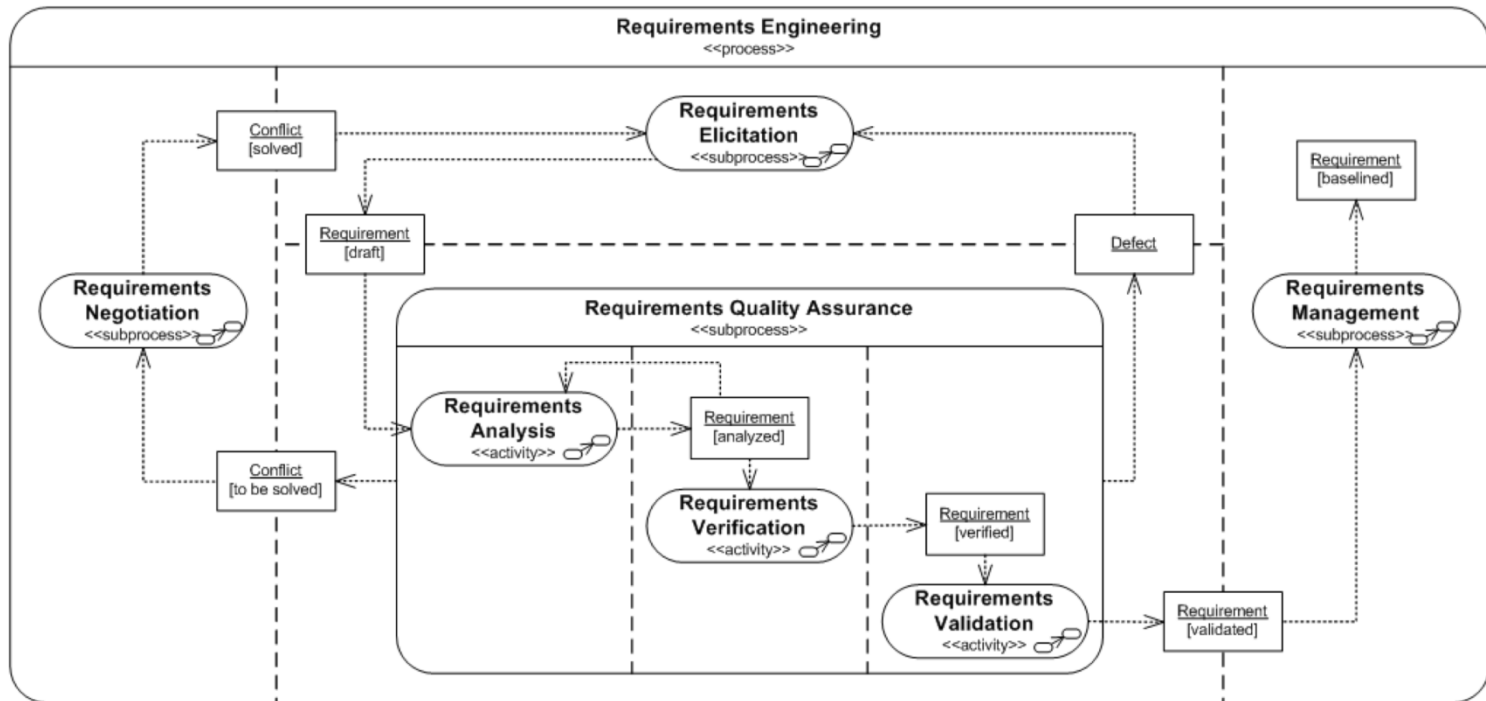 Requirements Engineering
<<process>>
Conflict
[solved]
Requirements
Elicitation
<<subprocess>>
Requirement
[baselined]
Requirement
[draft]
Defect
Requirements
Negotiation
<<subprocess>>
Requirements Quality Assurance
<<subprocess>>
Requirements
Management
<<subprocess>>
Requirements
Analysis
<<activity>>
Requirement
[analyzed]
Conflict
[to be solved]
Requirements
Verification
<<activity>>
Requirement
[verified]
Requirements
Validation
<<activity>>
Requirement
[validated]